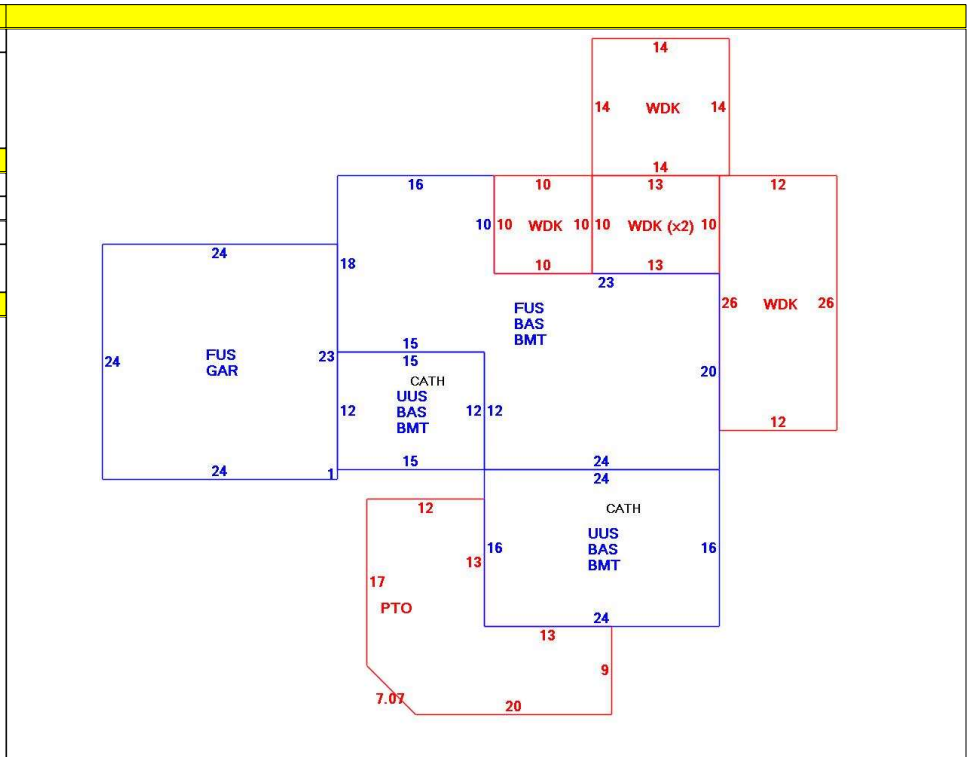 14
14 WDK 14
14
16 10 13 12
10 10 WDK 10 10 WDK (x2) 10
24 18 10 13
23
26 WDK 26
FUS
BAS
BMT
15
FUS
GAR
24 23 15
20
CATH
UUS
BAS
BMT
12 12 12
12
15 24
24 1 24
12 CATH
UUS
BAS
BMT
16 16
13
17
PTO
24
13
9
7.07 20